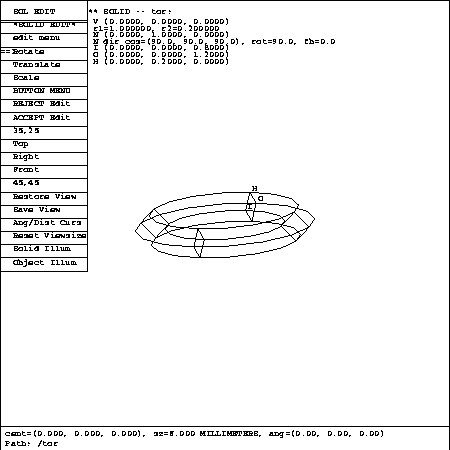 SOL EDIT
** SOLID -- tor:
*SOLID EDIT*
edit menu
==Rotate
Translate
Scale
BUTTON MENU
REJECT Edit
ACCEPT Edit
35,25
Top
Right
Front
45,45
Restore View
Save View
Ang/Dist Curs
Reset Viewsize
Solid Illum
Object Illum
V (0.0000, 0.0000, 0.0000)
r1=1.000000, r2=0.200000
N (0.0000, 1.0000, 0.0000)
N dir cos=(90.0, 90.0, 90.0), rot=90.0, fb=0.0
I (0.0000, 0.0000, 0.8000)
O (0.0000, 0.0000, 1.2000)
H (0.0000, 0.2000, 0.0000)
H
O
I
cent=(0.000, 0.000, 0.000), sz=8.000 MILLIMETERS, ang=(0.00, 0.00, 0.00)
Path: /tor